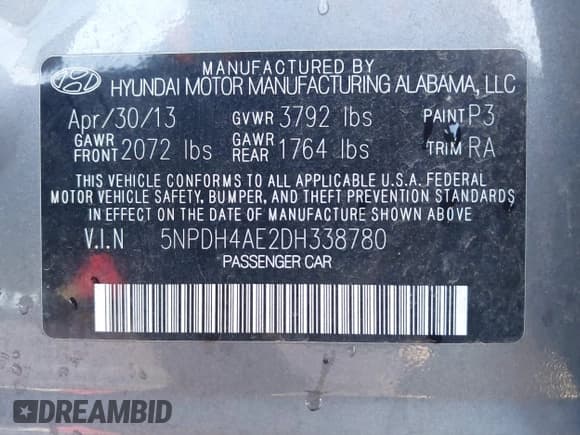 MANUFACTURED BY
HYUNDAI MOTOR MANUFACTURING ALABAMA, LLC
Apr/30/13 GVWR 3792 lbs PAINT P3
GAWR FRONT 2072 lbs GAWR REAR 1764 lbs TRIM RA
THIS VEHICLE CONFORMS TO ALL APPLICABLE U.S.A. FEDERAL
MOTOR VEHICLE SAFETY, BUMPER, AND THEFT PREVENTION STANDARDS
IN EFFECT ON THE DATE OF MANUFACTURE SHOWN ABOVE
V.I.N 5NPDH4AE2DH338780
PASSENGER CAR
DREAMBID